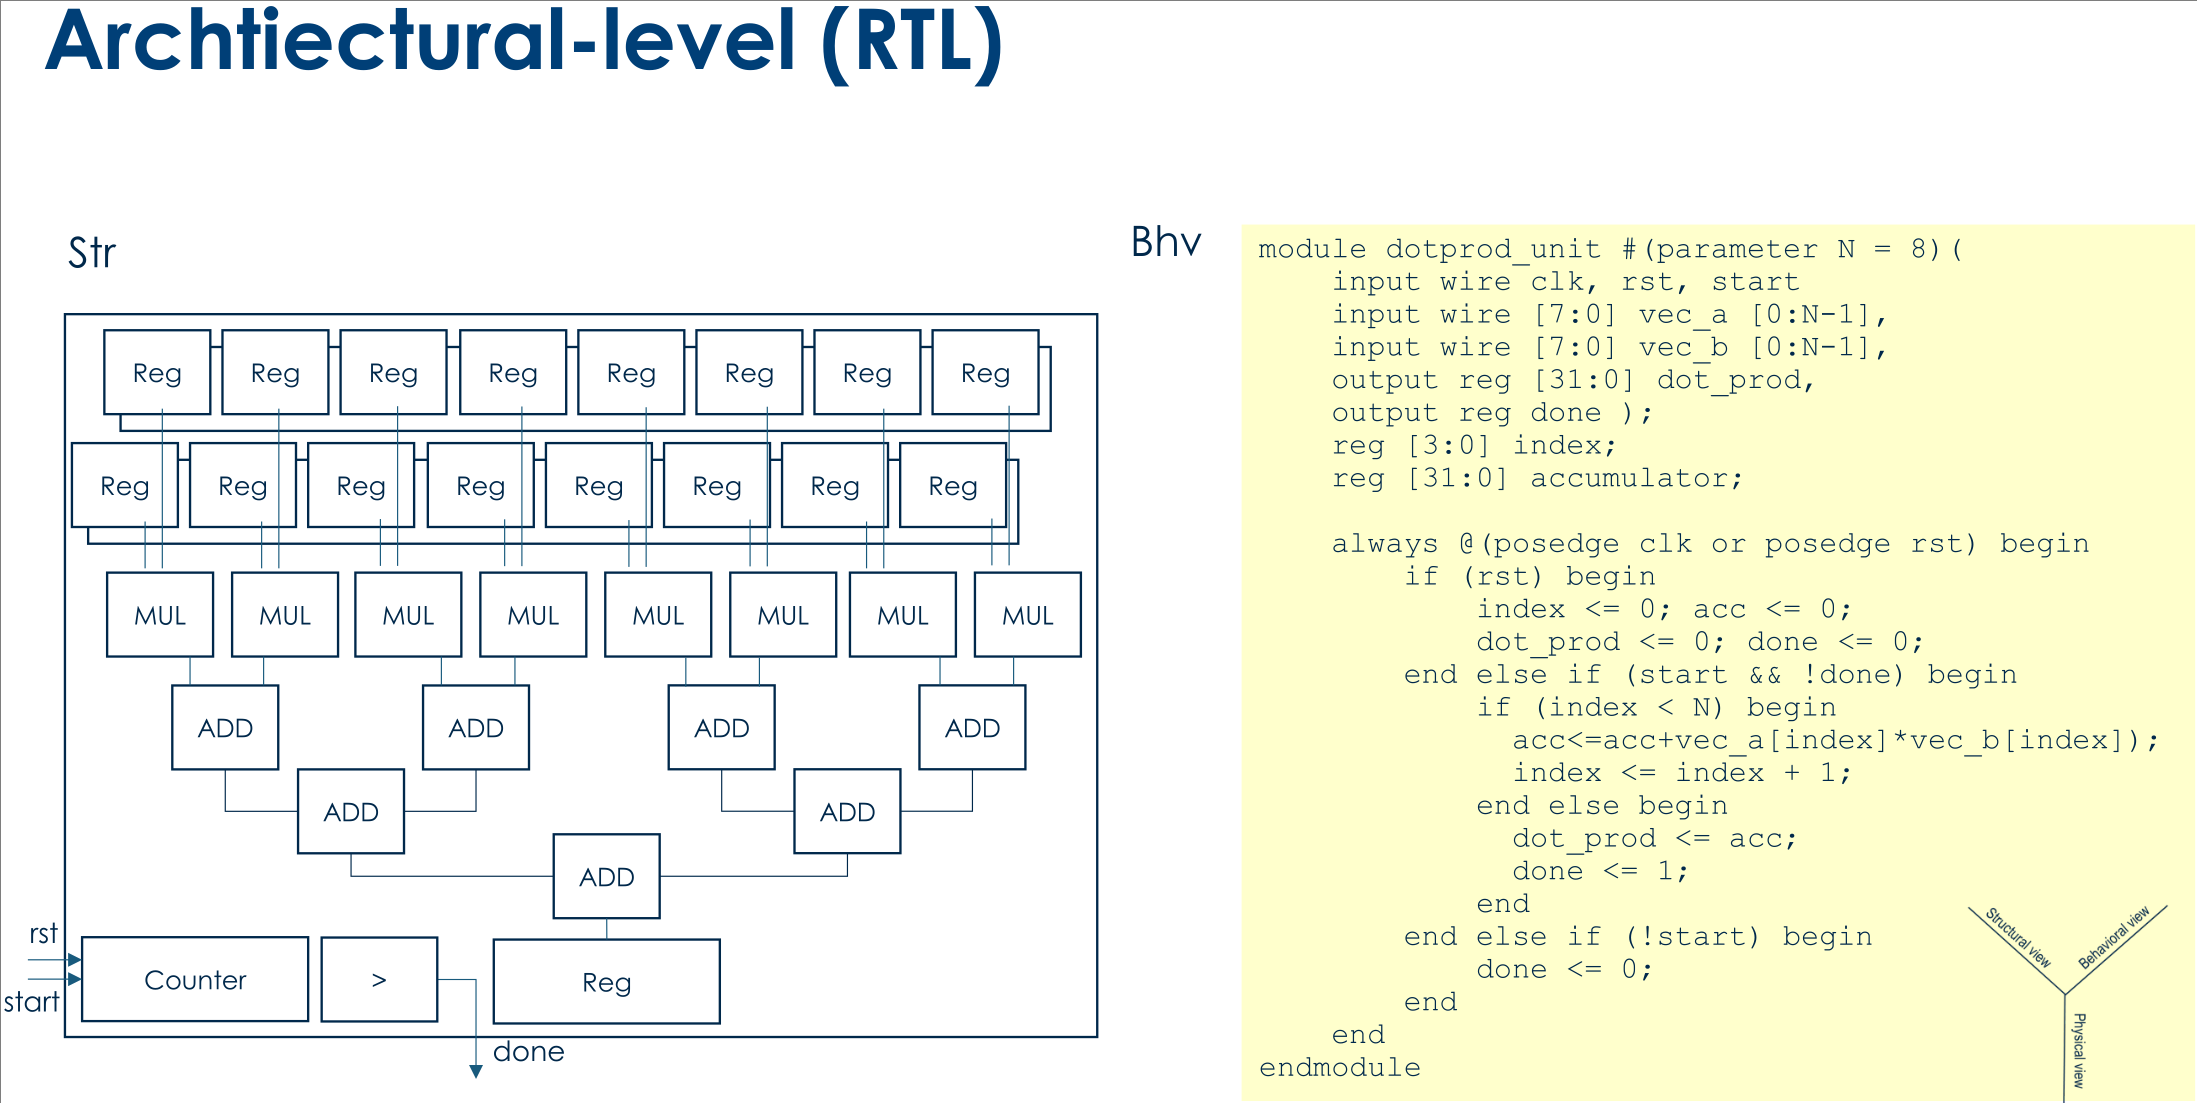 Archtiectural-level (RTL)
Str
Reg Reg Reg Reg Reg Reg Reg Reg
Reg Reg Reg Reg Reg Reg Reg Reg
MUL MUL MUL MUL MUL MUL MUL MUL
ADD ADD ADD ADD
ADD ADD
ADD
rst
start
Counter > Reg
done
Bhv
module dotprod_unit #(parameter N = 8)(
    input wire clk, rst, start
    input wire [7:0] vec_a [0:N-1],
    input wire [7:0] vec_b [0:N-1],
    output reg [31:0] dot_prod,
    output reg done );
    reg [3:0] index;
    reg [31:0] accumulator;
    always @(posedge clk or posedge rst) begin
        if (rst) begin
            index <= 0; acc <= 0;
            dot_prod <= 0; done <= 0;
        end else if (start && !done) begin
            if (index < N) begin
              acc<=acc+vec_a[index]*vec_b[index]);
              index <= index + 1;
            end else begin
              dot_prod <= acc;
              done <= 1;
            end
        end else if (!start) begin
            done <= 0;
        end
    end
endmodule
Structural view
Behavioral view
Physical view